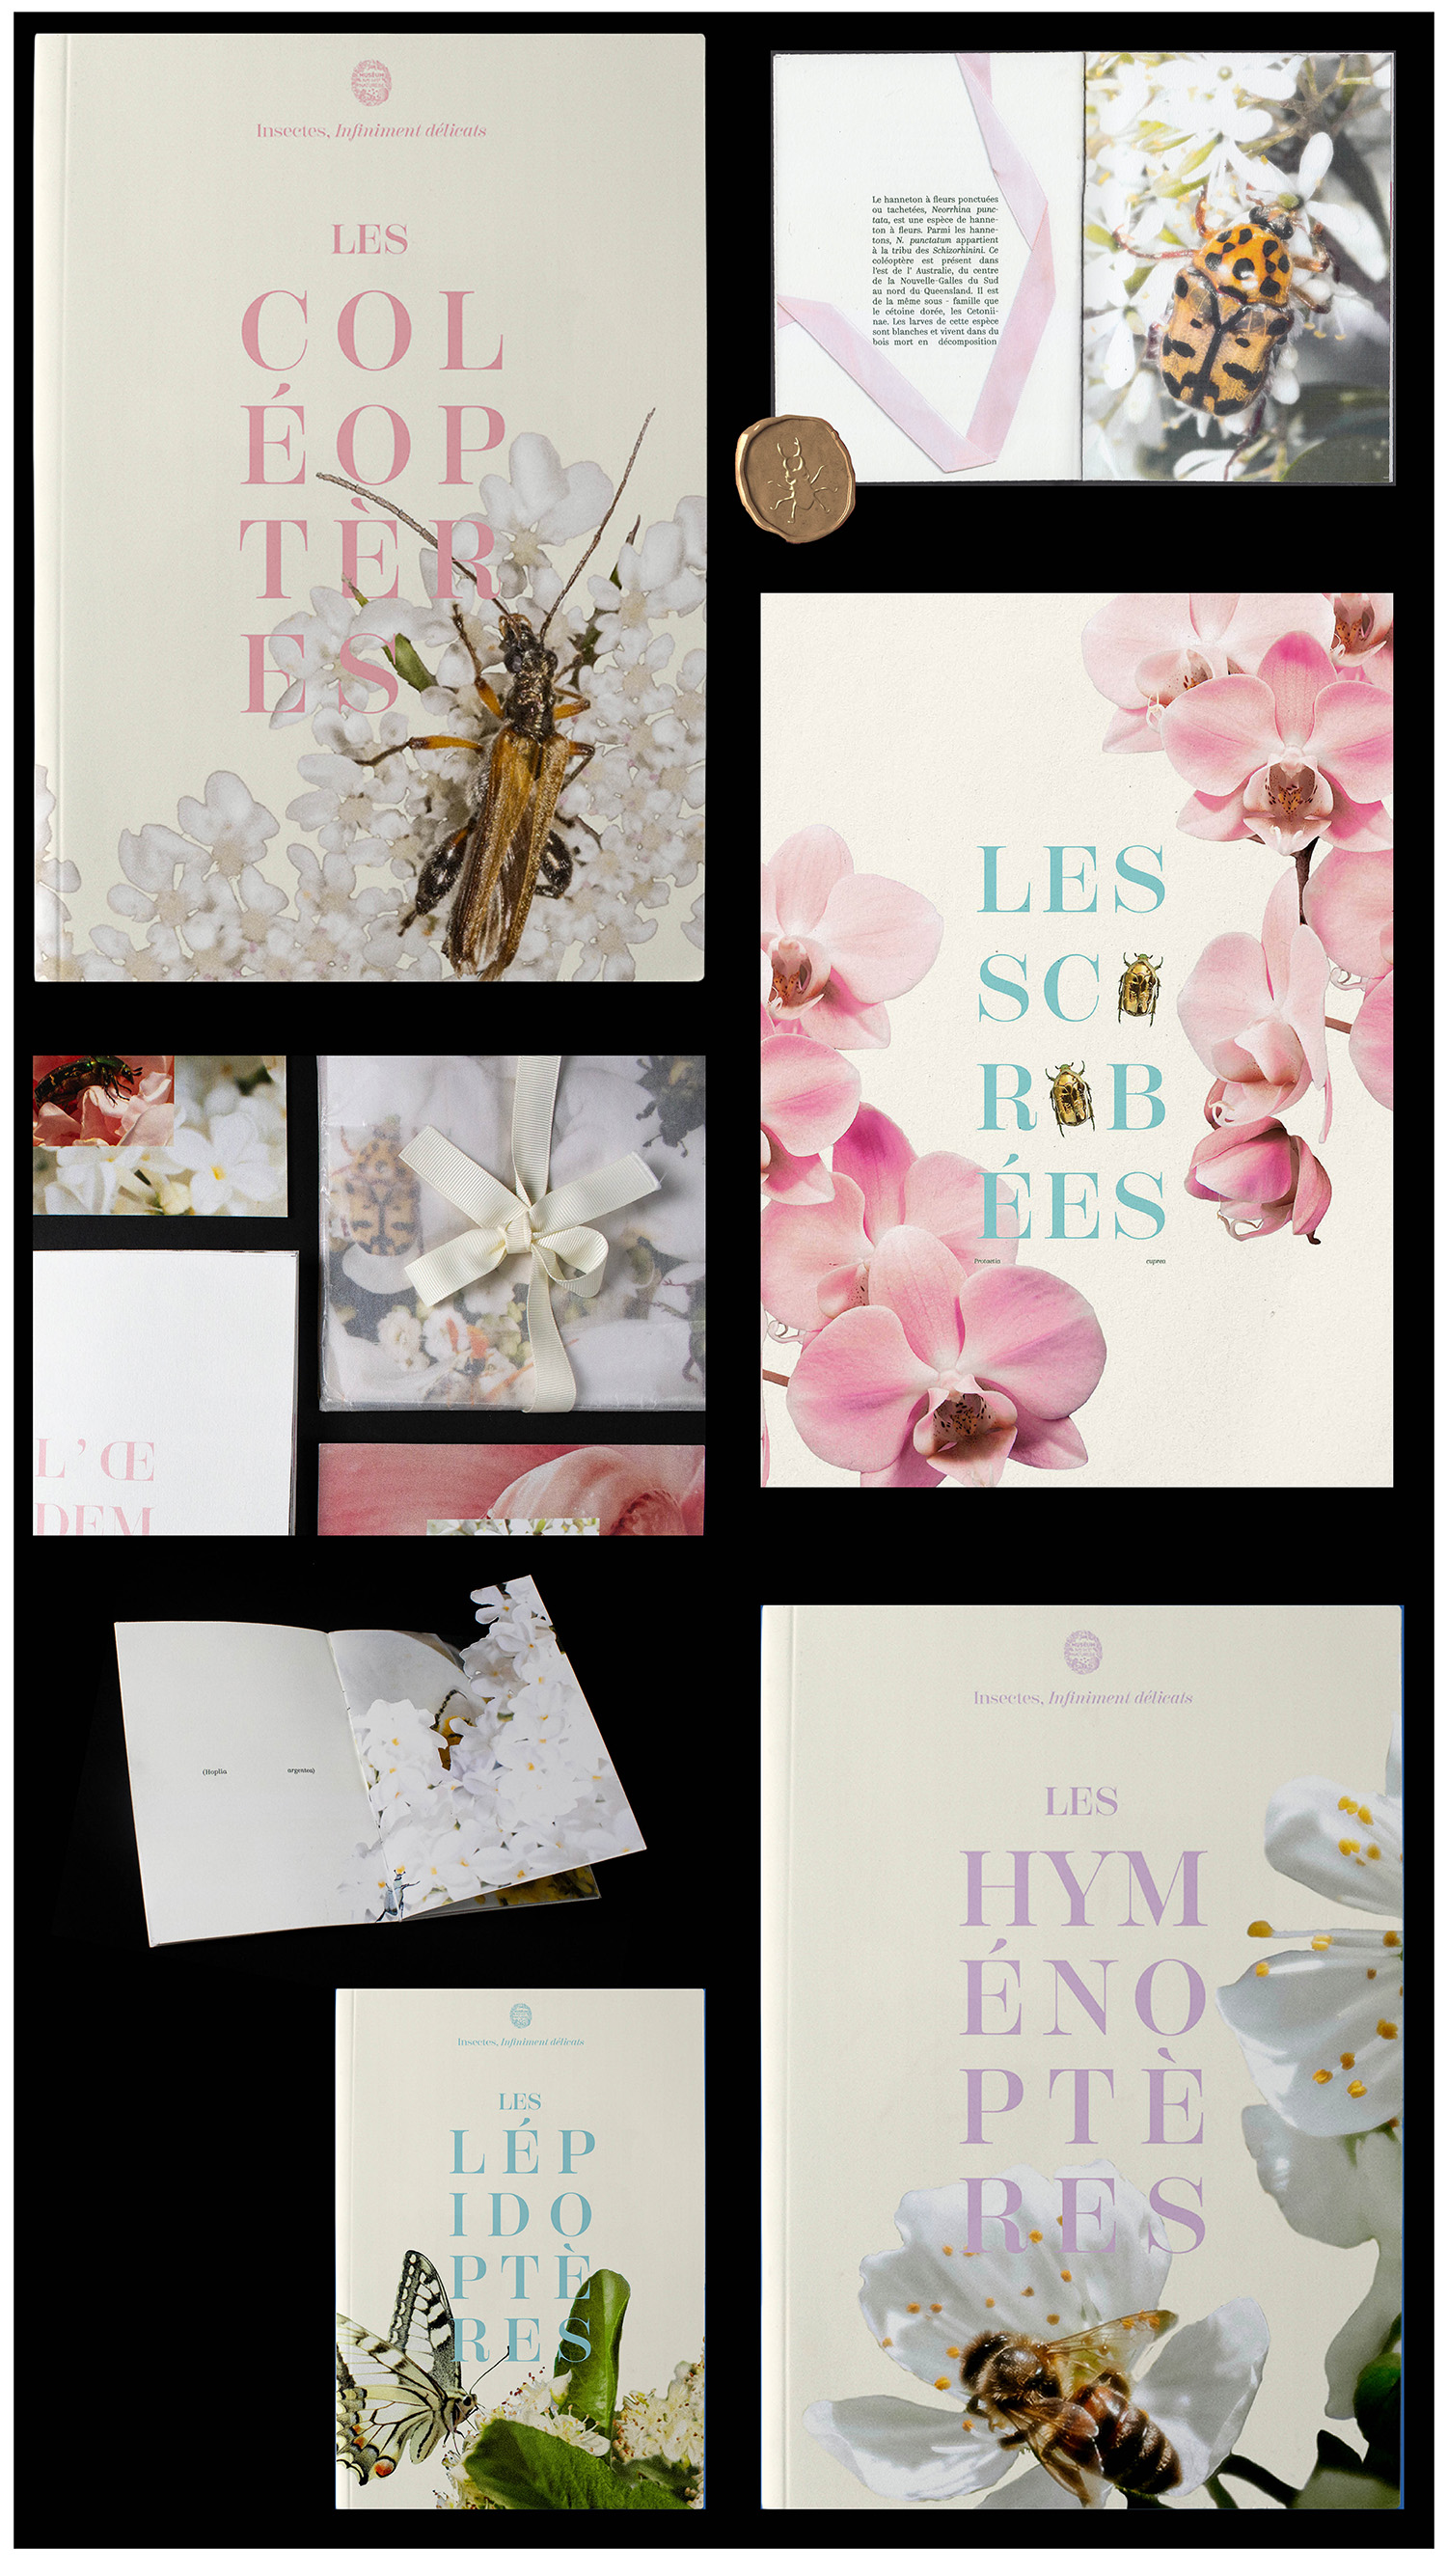 Insectes, Infiniment délicats
LES
COL
ÉOP
TÈR
ES
Le hanneton à fleurs ponctuées
ou tachetées, Neorrhina punc-
tata, est une espèce de hanne-
ton à fleurs. Parmi les hanne-
tons, N. punctatum appartient
à la tribu des Schizorhinini. Ce
coléoptère est présent dans
l'est de l' Australie, du centre
de la Nouvelle-Galles du Sud
au nord du Queensland. Il est
de la même sous - famille que
le cétoine dorée, les Cetonii-
nae. Les larves de cette espèce
sont blanches et vivent dans du
bois mort en décomposition
LES
SC
R B
ÉES
Protaetia cuprea
L'Œ
DEM
(Hoplia argentea)
Insectes, Infiniment délicats
LES
LÉP
IDO
PTÈ
RES
MUSÉUM
Insectes, Infiniment délicats
LES
HYM
ÉNO
PTÈ
RES